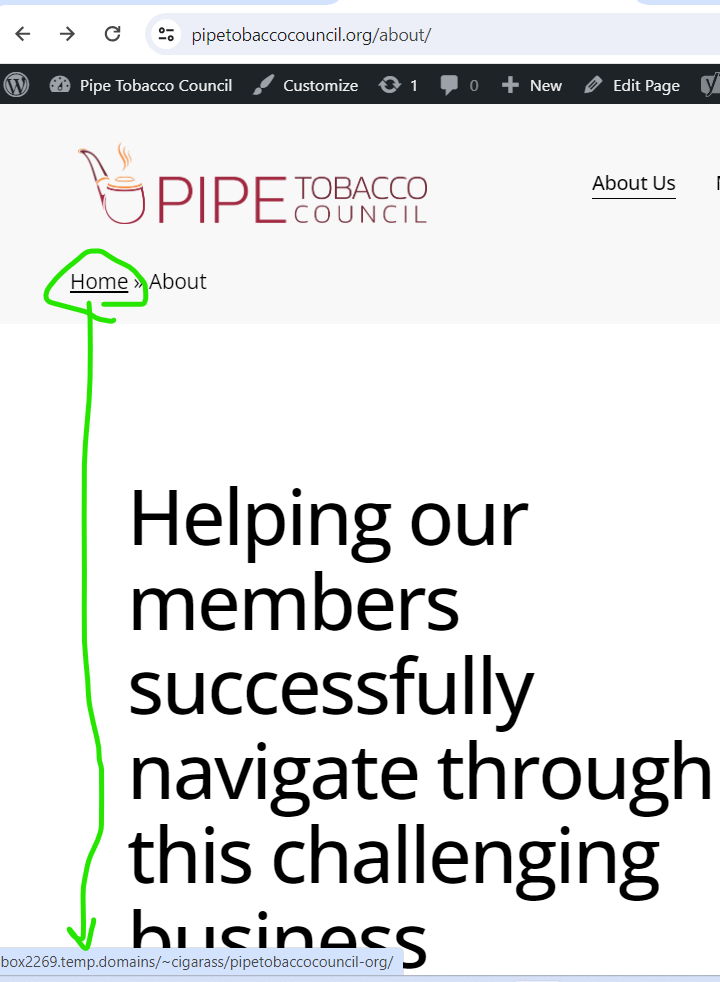 pipetobaccocouncil.org/about/
Pipe Tobacco Council Customize 1 0 New Edit Page
PIPE TOBACCO COUNCIL
About Us
Home » About
Helping our
members
successfully
navigate through
this challenging
business
box2269.temp.domains/~cigarass/pipetobaccocouncil-org/